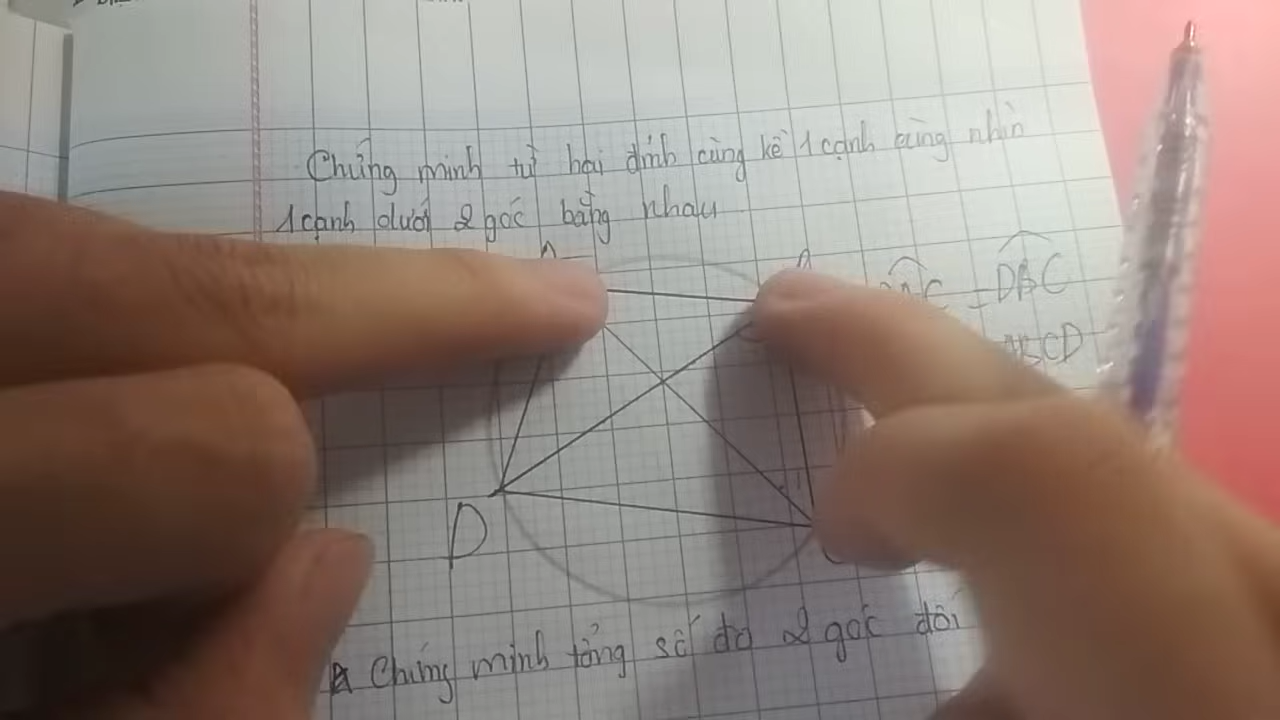 Chứng minh từ hai đỉnh cùng kề 1 cạnh cùng nhìn
1 cạnh dưới 2 góc bằng nhau
= DBC
BCD
D
Chứng minh tổng số đo 2 góc đối